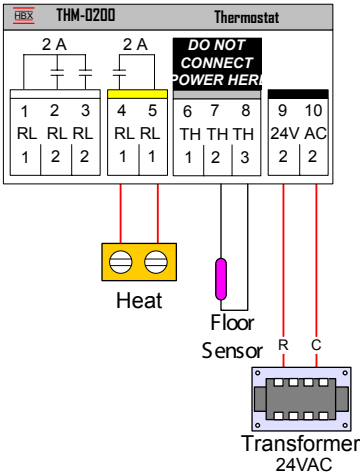 HBX THM-0200 Thermostat
2 A 2 A DO NOT
CONNECT
POWER HERE
1 2 3 4 5 6 7 8 9 10
RL RL RL RL RL TH TH TH 24V AC
1 2 2 1 1 1 2 3 2 2
Heat
Floor
Sensor
R C
Transformer
24VAC